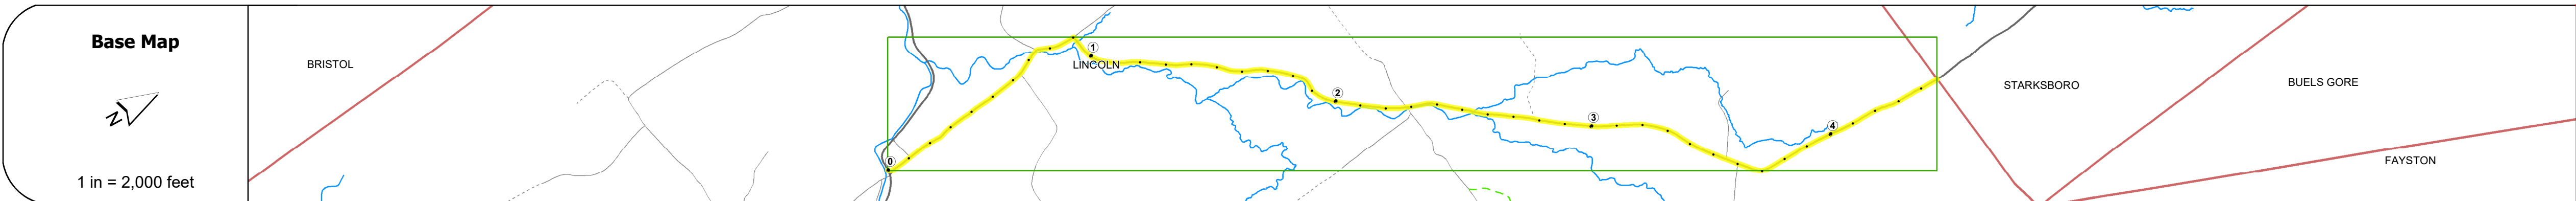 Base Map
N
1 in = 2,000 feet
BRISTOL
LINCOLN
STARKSBORO
BUELS GORE
FAYSTON
0
1
2
3
4